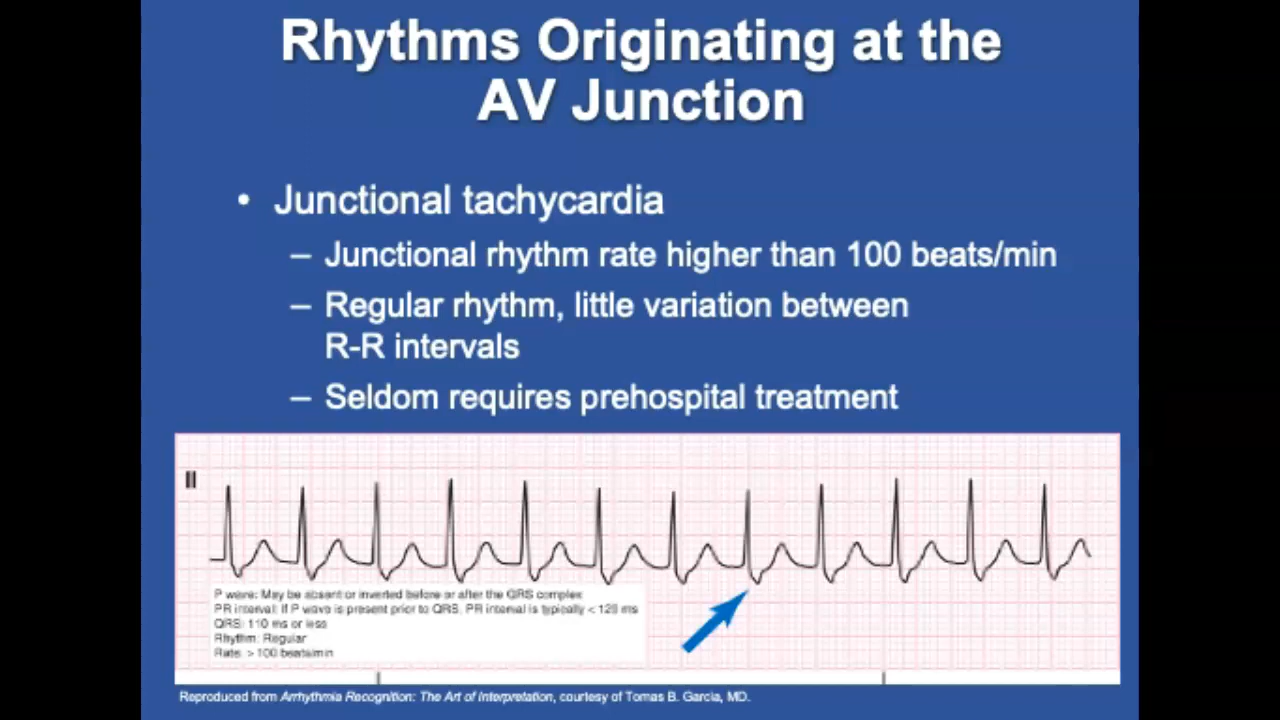 Rhythms Originating at the
AV Junction
• Junctional tachycardia
– Junctional rhythm rate higher than 100 beats/min
– Regular rhythm, little variation between
R-R intervals
– Seldom requires prehospital treatment
II
P wave: May be absent or inverted before or after the QRS complex
PR interval: If P wave is present prior to QRS, PR interval is typically < 120 ms
QRS: 110 ms or less
Rhythm: Regular
Rate: > 100 beats/min
Reproduced from Arrhythmia Recognition: The Art of Interpretation, courtesy of Tomas B. Garcia, MD.